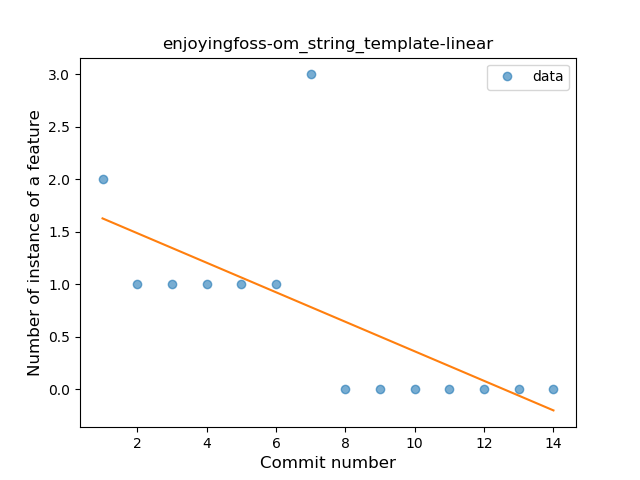 enjoyingfoss-om_string_template-linear
data
Number of instance of a feature
3.0
2.5
2.0
1.5
1.0
0.5
0.0
2 4 6 8 10 12 14
Commit number